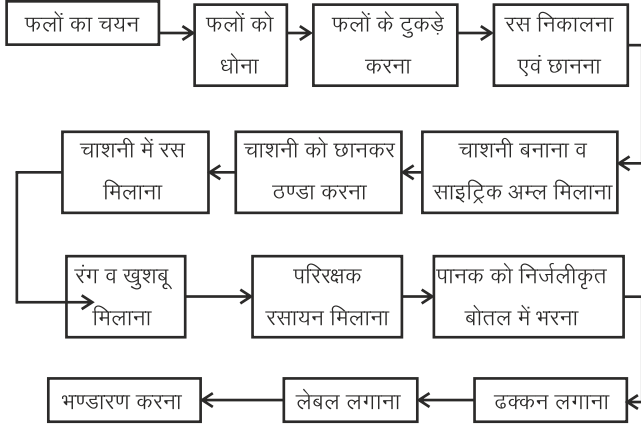 फलों का चयन
फलों को
धोना
फलों के टुकड़े
करना
रस निकालना
एवं छानना
चाशनी बनाना व
साइट्रिक अम्ल मिलाना
चाशनी को छानकर
ठण्डा करना
चाशनी में रस
मिलाना
रंग व खुशबू
मिलाना
परिरक्षक
रसायन मिलाना
पानक को निर्जलीकृत
बोतल में भरना
ढक्कन लगाना
लेबल लगाना
भण्डारण करना